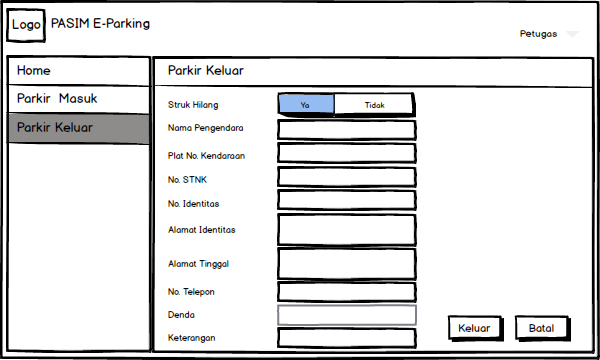 Logo
PASIM E-Parking
Petugas
Home
Parkir Masuk
Parkir Keluar
Parkir Keluar
Struk Hilang
Ya
Tidak
Nama Pengendara
Plat No. Kendaraan
No. STNK
No. Identitas
Alamat Identitas
Alamat Tinggal
No. Telepon
Denda
Keterangan
Keluar
Batal